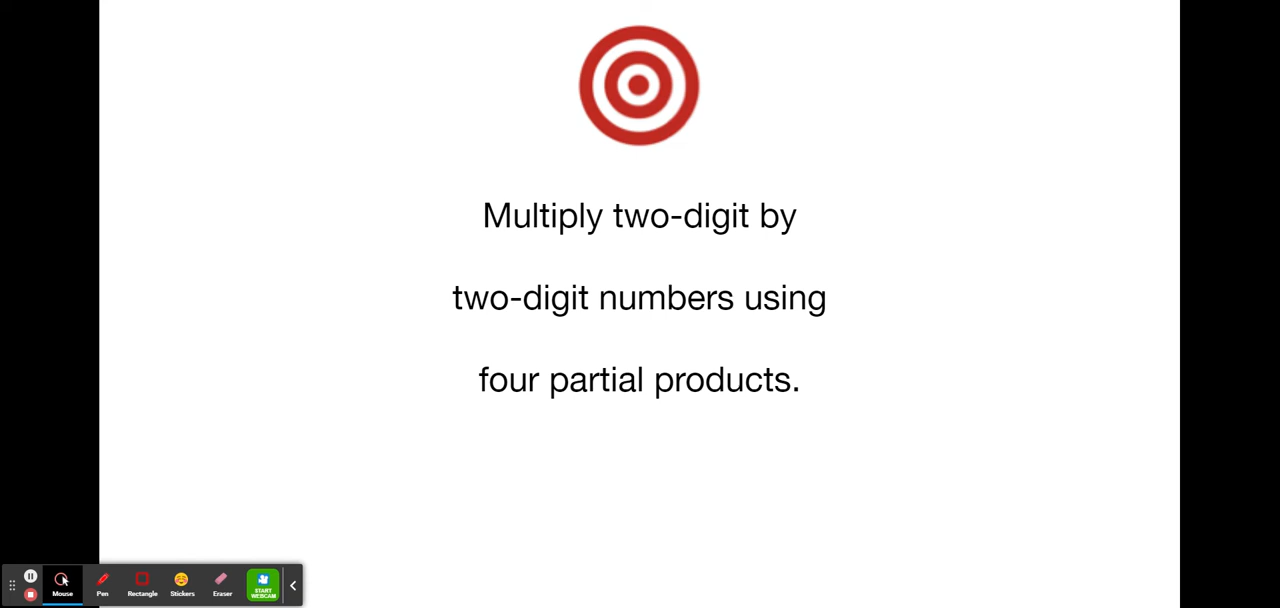 Multiply two-digit by
two-digit numbers using
four partial products.
Mouse
Pen
Rectangle
Stickers
Eraser
START
WEBCAM